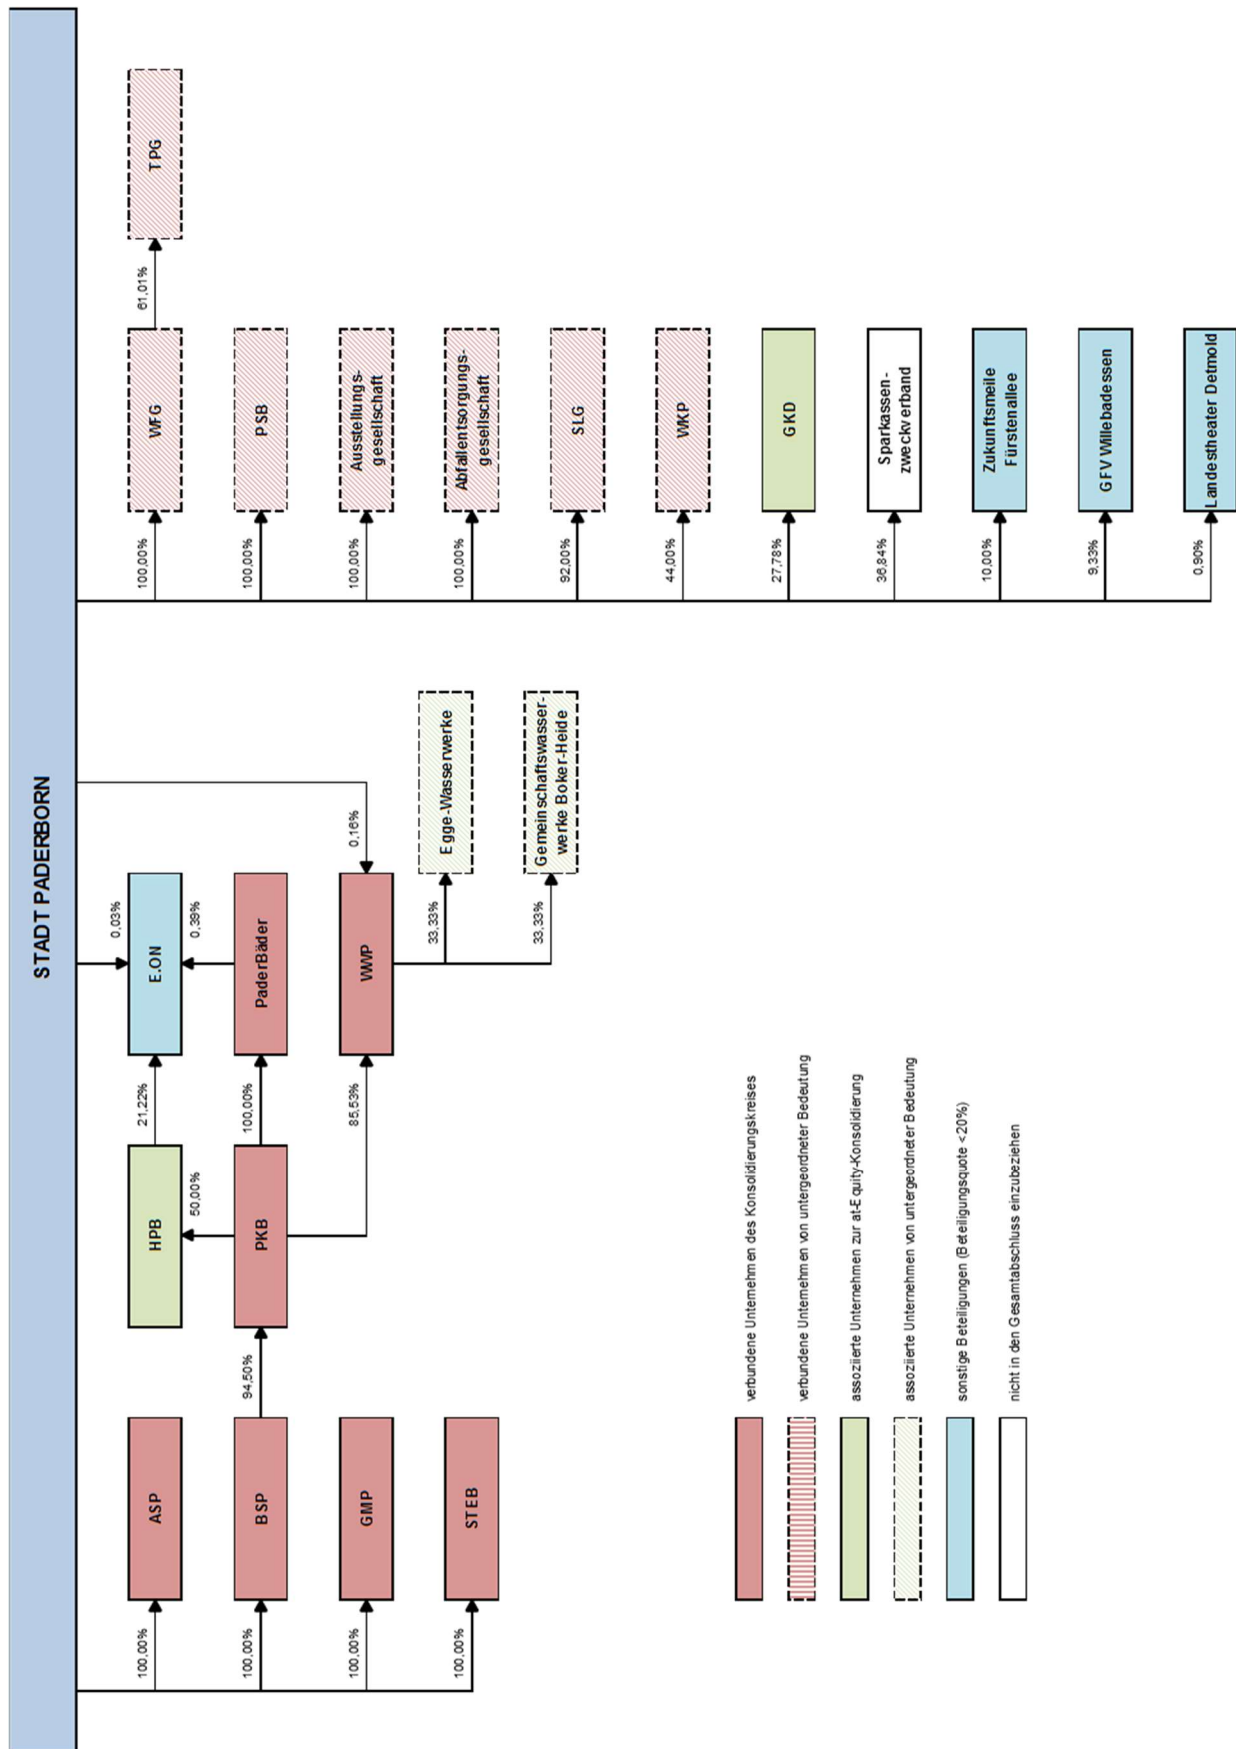 STADT PADERBORN
100,00%
ASP
100,00%
BSP
94,50%
100,00%
GMP
100,00%
STEB
HPB
21,22%
50,00%
PKB
100,00%
85,53%
0,03%
E.ON
0,39%
PaderBäder
0,16%
WWP
33,33%
Egge-Wasserwerke
33,33%
Gemeinschaftswasser-
werke Boker-Heide
100,00%
WFG
61,01%
TPG
100,00%
PSB
100,00%
Ausstellungs-
gesellschaft
100,00%
Abfallentsorgungs-
gesellschaft
92,00%
SLG
44,00%
WKP
27,78%
GKD
36,84%
Sparkassen-
zweckverband
10,00%
Zukunftsmeile
Fürstenallee
9,33%
GFV Willebadessen
0,90%
Landestheater Detmold
verbundene Unternehmen des Konsolidierungskreises
verbundene Unternehmen von untergeordneter Bedeutung
assoziierte Unternehmen zur at-Equity-Konsolidierung
assoziierte Unternehmen von untergeordneter Bedeutung
sonstige Beteiligungen (Beteiligungsquote <20%)
nicht in den Gesamtabschluss einzubeziehen